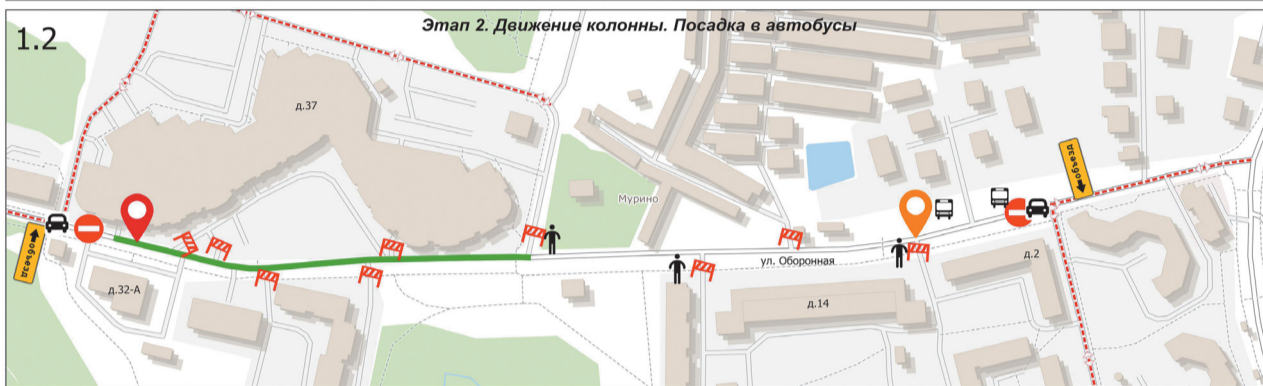 1.2
Этап 2. Движение колонны. Посадка в автобусы
д.37
Мурино
объезд
объезд
д.32-А
ул. Оборонная
д.2
д.14